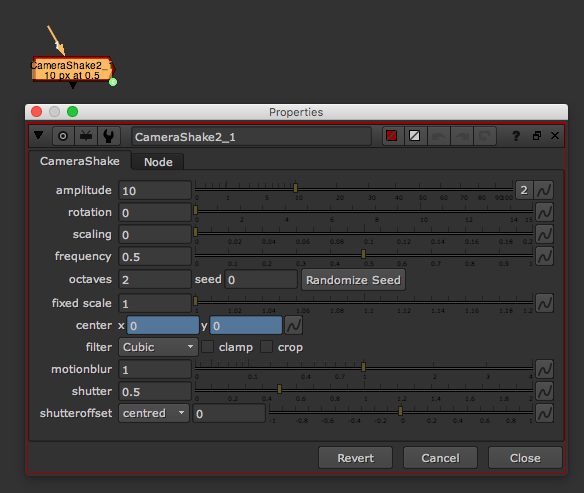 CameraShake2_1
10 px at 0.5
Properties
CameraShake2_1
?
CameraShake Node
amplitude 10 0 1 2 5 10 20 30 40 50 60 70 80 90 100 2
rotation 0 0 2 4 6 8 10 12 14 15
scaling 0 0 0.02 0.04 0.06 0.08 0.1 0.12 0.14 0.16 0.18 0.2
frequency 0.5 0 0.1 0.2 0.3 0.4 0.5 0.6 0.7 0.8 0.9 1
octaves 2 seed 0 Randomize Seed
fixed scale 1 1 1.02 1.04 1.06 1.08 1.1 1.12 1.14 1.16 1.18 1.2
center x 0 y 0
filter Cubic clamp crop
motionblur 1 0 0.1 0.4 0.7 1 2 3 4
shutter 0.5 0 0.2 0.4 0.6 0.8 1 1.2 1.4 1.6 1.8 2
shutteroffset centred 0 -1 -0.8 -0.6 -0.4 -0.2 0 0.2 0.4 0.6 0.8 1
Revert Cancel Close